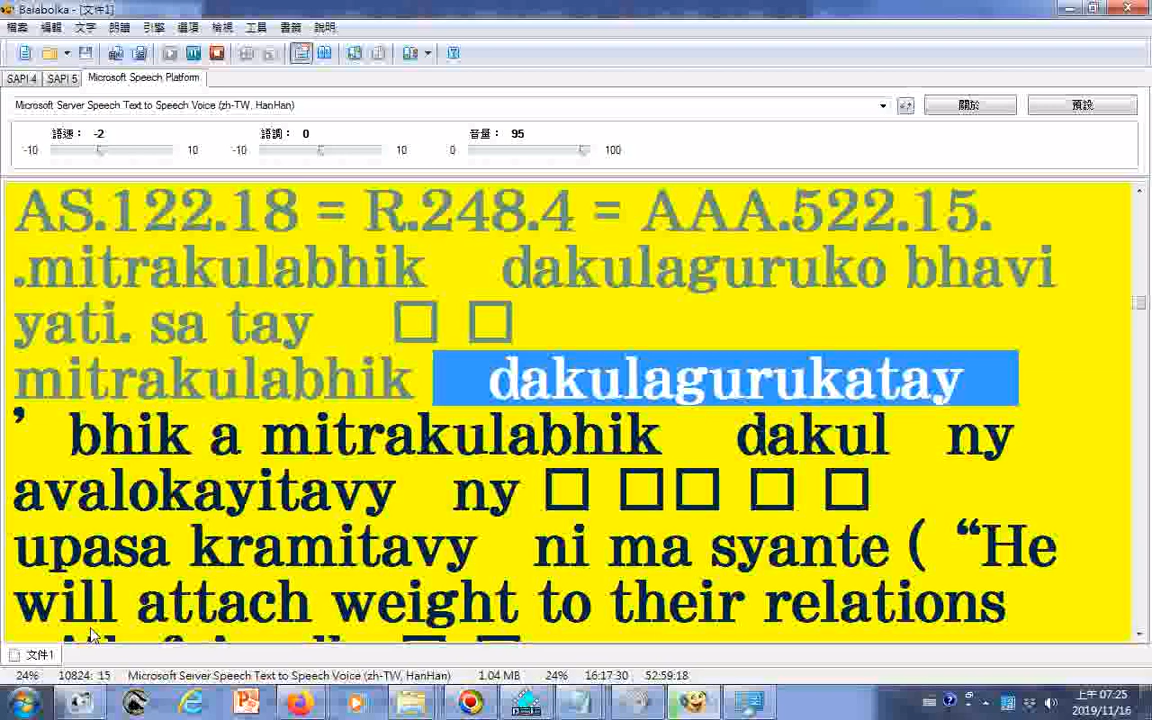 Balabolka - [文件1]
檔案 編輯 文字 朗讀 引擎 選項 檢視 工具 書籤 說明
SAPI 4 SAPI 5 Microsoft Speech Platform
Microsoft Server Speech Text to Speech Voice (zh-TW, HanHan) 關於 預設
語速： -2 語調： 0 音量： 95
-10 10 -10 10 0 100
AS.122.18 = R.248.4 = AAA.522.15.
.mitrakulabhik dakulaguruko bhavi
yati. sa tay □ □
mitrakulabhik dakulagurukatay
’ bhik a mitrakulabhik dakul ny
avalokayitavy ny □ □□ □ □
upasa kramitavy ni ma syante ( “He
will attach weight to their relations
文件1
24% 10824: 15 Microsoft Server Speech Text to Speech Voice (zh-TW, HanHan) 1.04 MB 24% 16:17:30 52:59:18
上午 07:25
2019/11/16